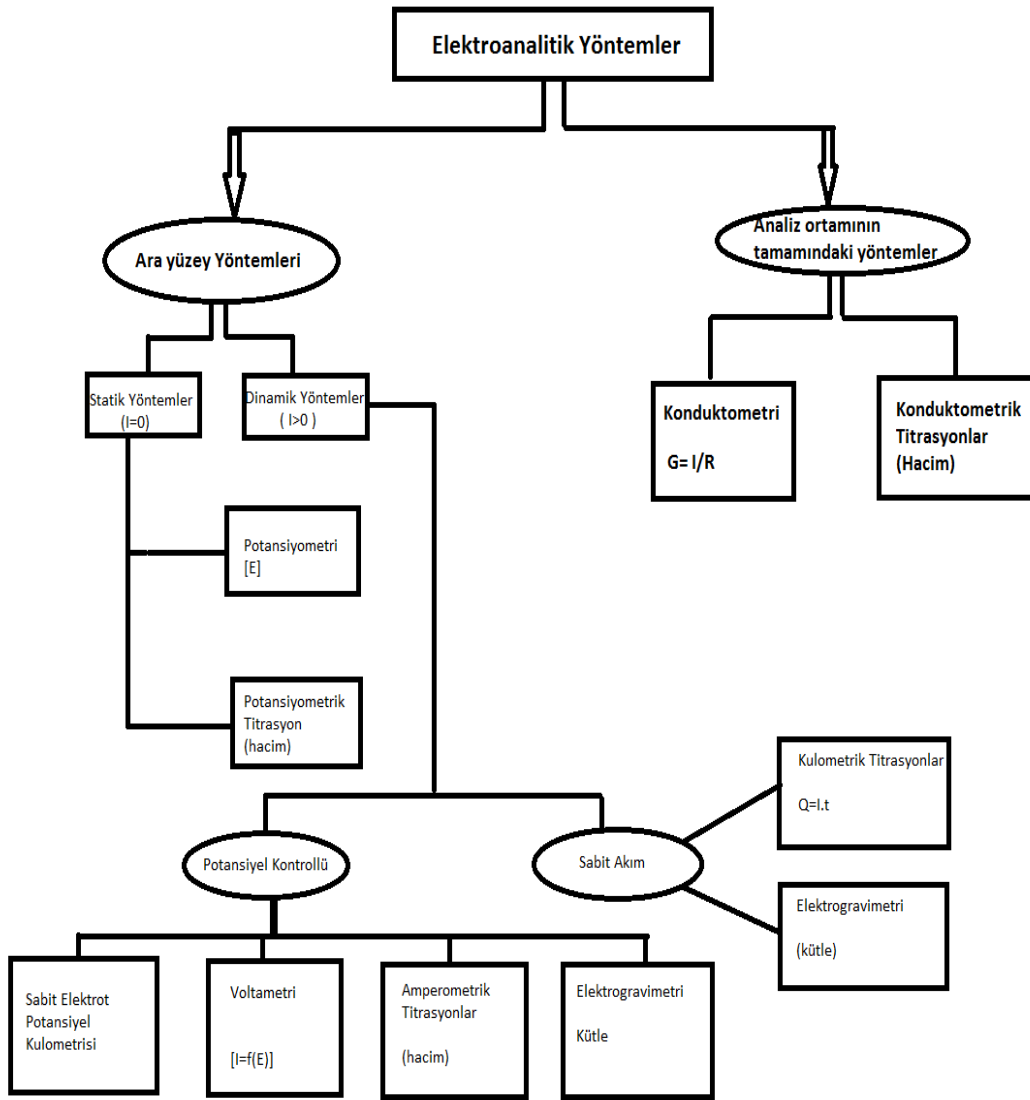 Elektroanalitik Yöntemler
Ara yüzey Yöntemleri
Analiz ortamının
tamamındaki yöntemler
Statik Yöntemler
(I=0)
Dinamik Yöntemler
( I>0 )
Konduktometri
G= I/R
Konduktometrik
Titrasyonlar
(Hacim)
Potansiyometri
[E]
Potansiyometrik
Titrasyon
(hacim)
Kulometrik Titrasyonlar
Q=I.t
Potansiyel Kontrollü
Sabit Akım
Elektrogravimetri
(kütle)
Sabit Elektrot
Potansiyel
Kulometrisi
Voltametri
[I=f(E)]
Amperometrik
Titrasyonlar
(hacim)
Elektrogravimetri
Kütle